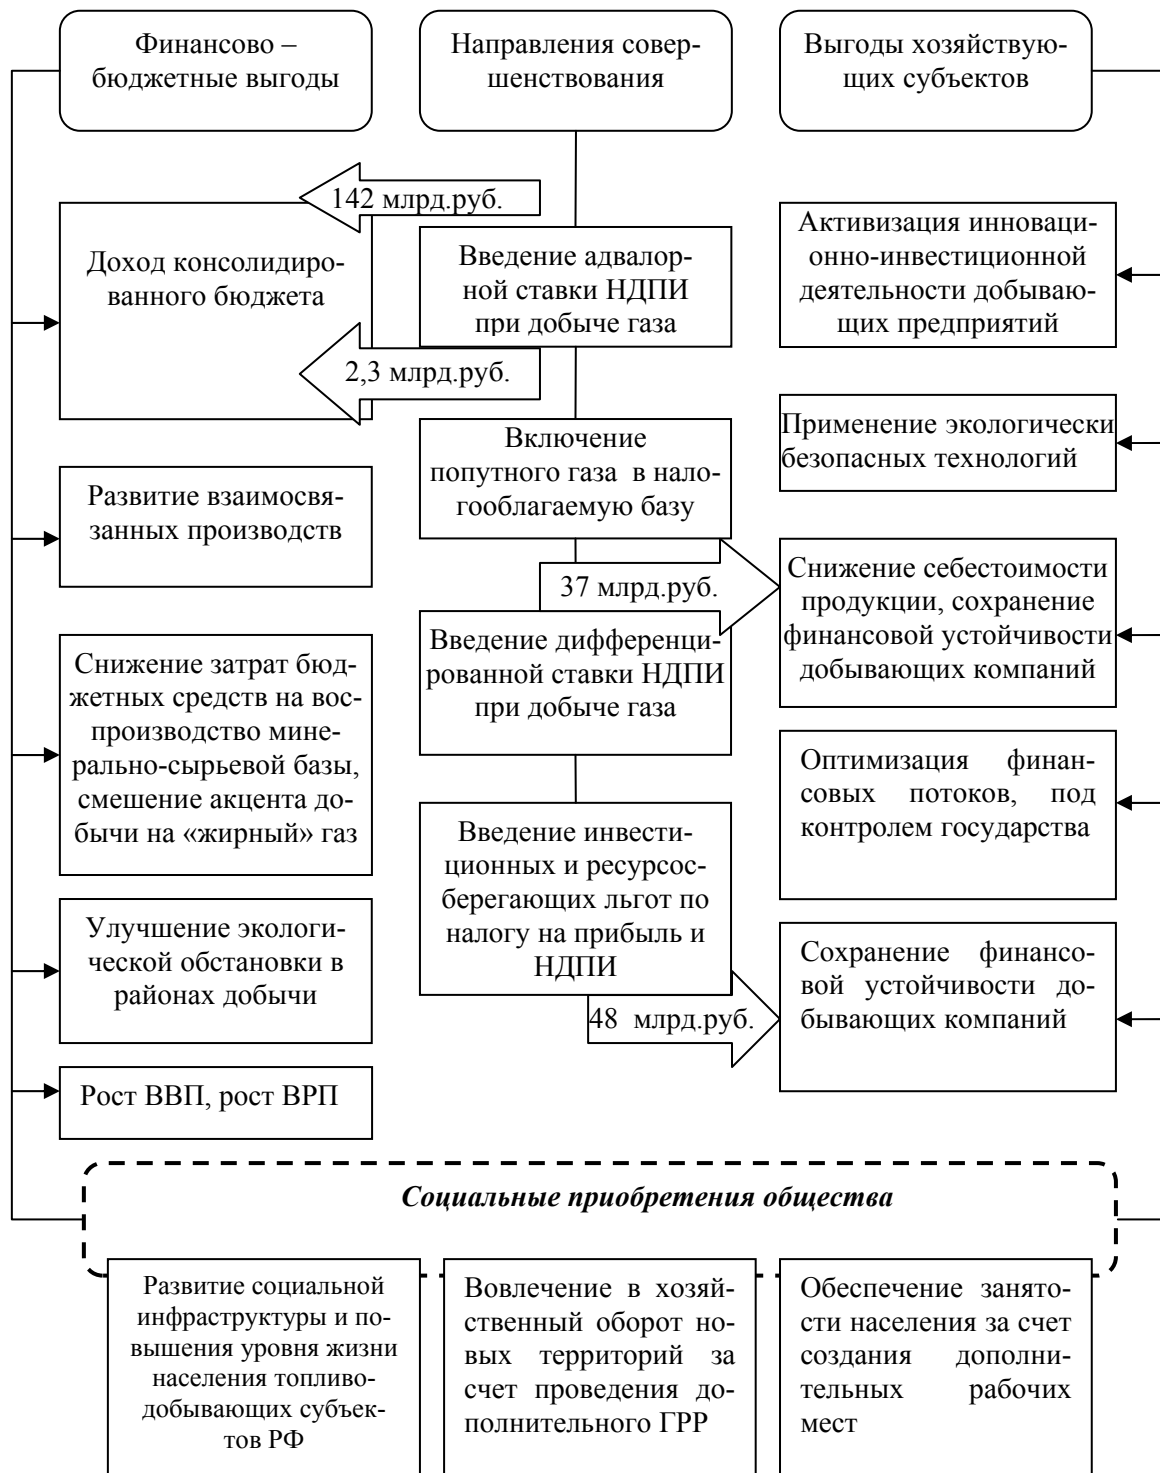 Финансово –
бюджетные выгоды
Направления совер-
шенствования
Выгоды хозяйствую-
щих субъектов
142 млрд.руб.
Доход консолидиро-
ванного бюджета
2,3 млрд.руб.
Развитие взаимосвя-
занных производств
Снижение затрат бюд-
жетных средств на вос-
производство мине-
рально-сырьевой базы,
смешение акцента до-
бычи на «жирный» газ
Улучшение экологи-
ческой обстановки в
районах добычи
Рост ВВП, рост ВРП
Введение адвалор-
ной ставки НДПИ
при добыче газа
Включение
попутного газа в нало-
гооблагаемую базу
37 млрд.руб.
Введение дифференци-
рованной ставки НДПИ
при добыче газа
Введение инвести-
ционных и ресурсос-
берегающих льгот по
налогу на прибыль и
НДПИ
48 млрд.руб.
Активизация инноваци-
онно-инвестиционной
деятельности добываю-
щих предприятий
Применение экологически
безопасных технологий
Снижение себестоимости
продукции, сохранение
финансовой устойчивости
добывающих компаний
Оптимизация финан-
совых потоков, под
контролем государства
Сохранение финансо-
вой устойчивости до-
бывающих компаний
Социальные приобретения общества
Развитие социальной
инфраструктуры и по-
вышения уровня жизни
населения топливо-
добывающих субъек-
тов РФ
Вовлечение в хозяй-
ственный оборот но-
вых территорий за
счет проведения до-
полнительного ГРР
Обеспечение занято-
сти населения за счет
создания дополни-
тельных рабочих
мест